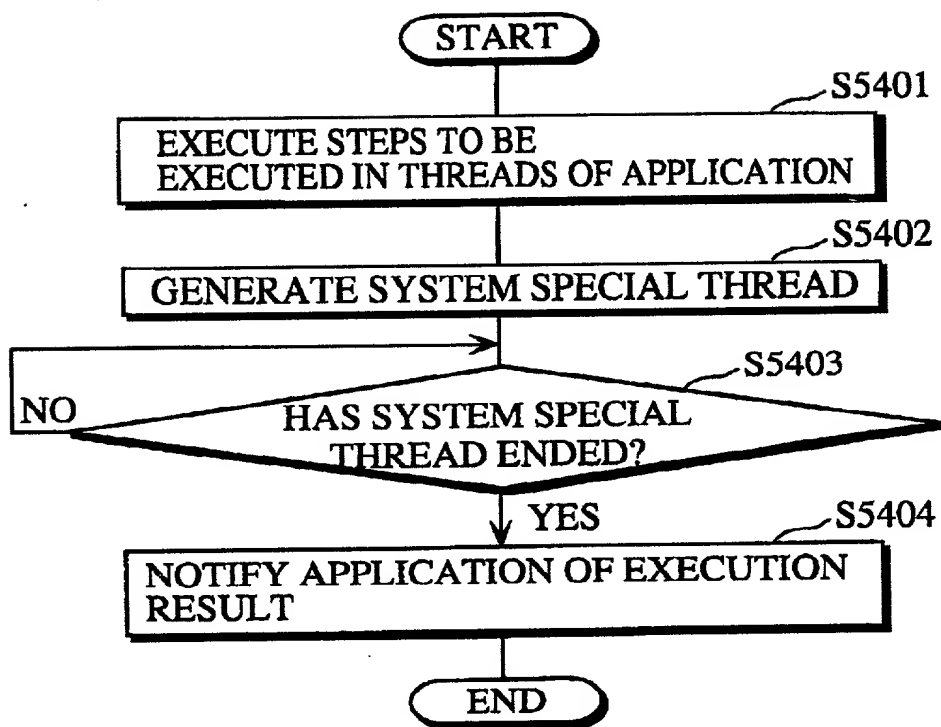 START
S5401
EXECUTE STEPS TO BE
EXECUTED IN THREADS OF APPLICATION
S5402
GENERATE SYSTEM SPECIAL THREAD
S5403
NO
HAS SYSTEM SPECIAL
THREAD ENDED?
YES
S5404
NOTIFY APPLICATION OF EXECUTION
RESULT
END